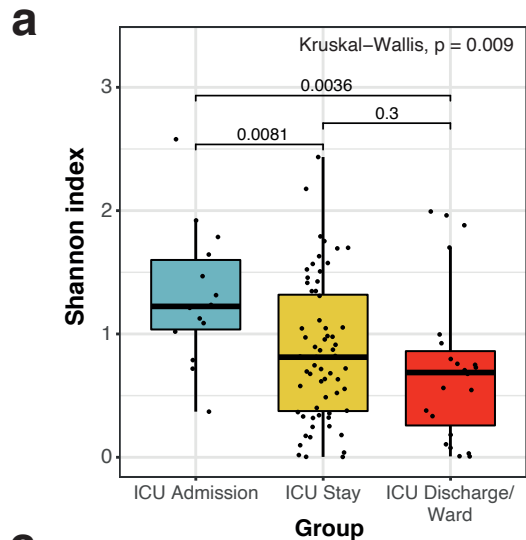 a
Kruskal−Wallis, p = 0.009
0.0036
0.3
0.0081
3
2
1
0
Shannon index
ICU Admission
ICU Stay
ICU Discharge/
Ward
Group